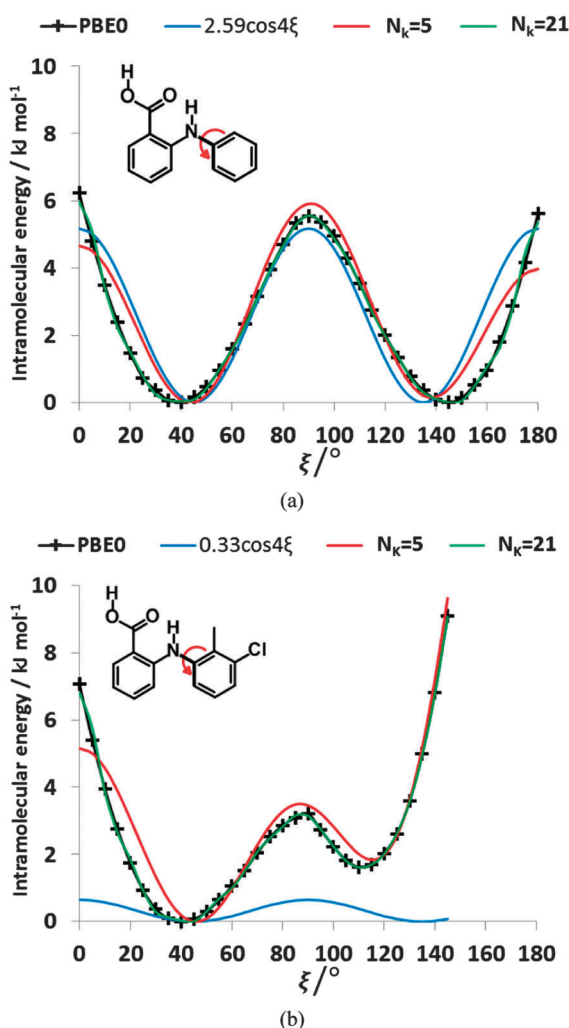 PBE0 2.59cos4ξ Nₖ=5 Nₖ=21
Intramolecular energy / kJ mol⁻¹
10
8
6
4
2
0
H
O
O
H
N
0 20 40 60 80 100 120 140 160 180
ξ/°
(a)
PBE0 0.33cos4ξ N_K=5 N_K=21
Intramolecular energy / kJ mol⁻¹
10
8
6
4
2
0
H
O
O
H
N
Cl
0 20 40 60 80 100 120 140 160 180
ξ/°
(b)